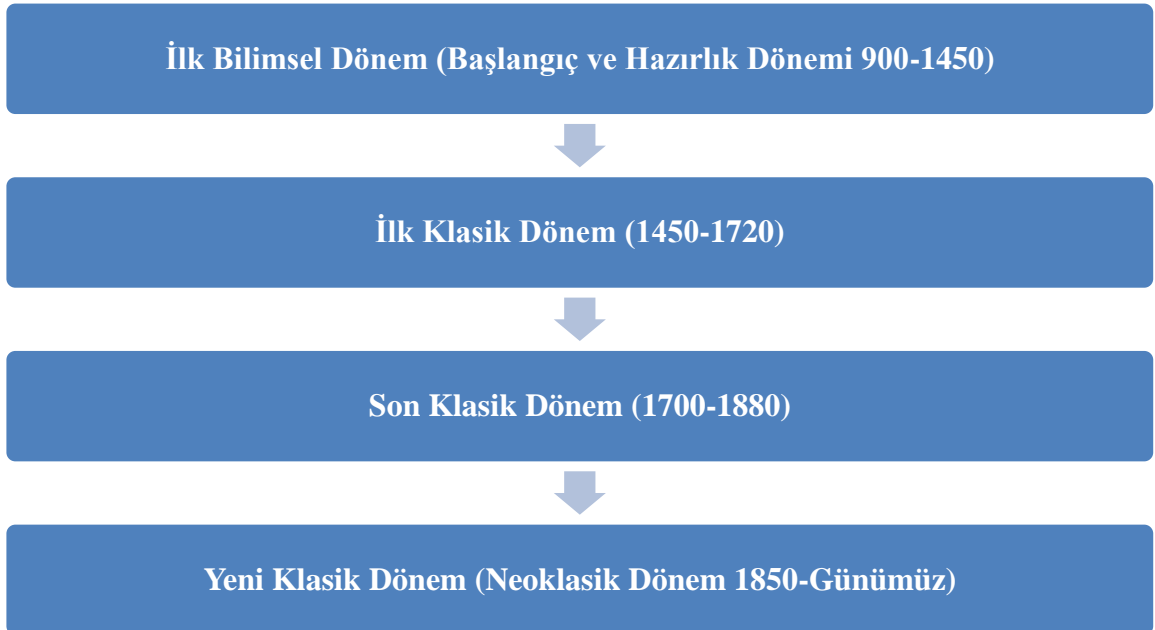 İlk Bilimsel Dönem (Başlangıç ve Hazırlık Dönemi 900-1450)
İlk Klasik Dönem (1450-1720)
Son Klasik Dönem (1700-1880)
Yeni Klasik Dönem (Neoklasik Dönem 1850-Günümüz)